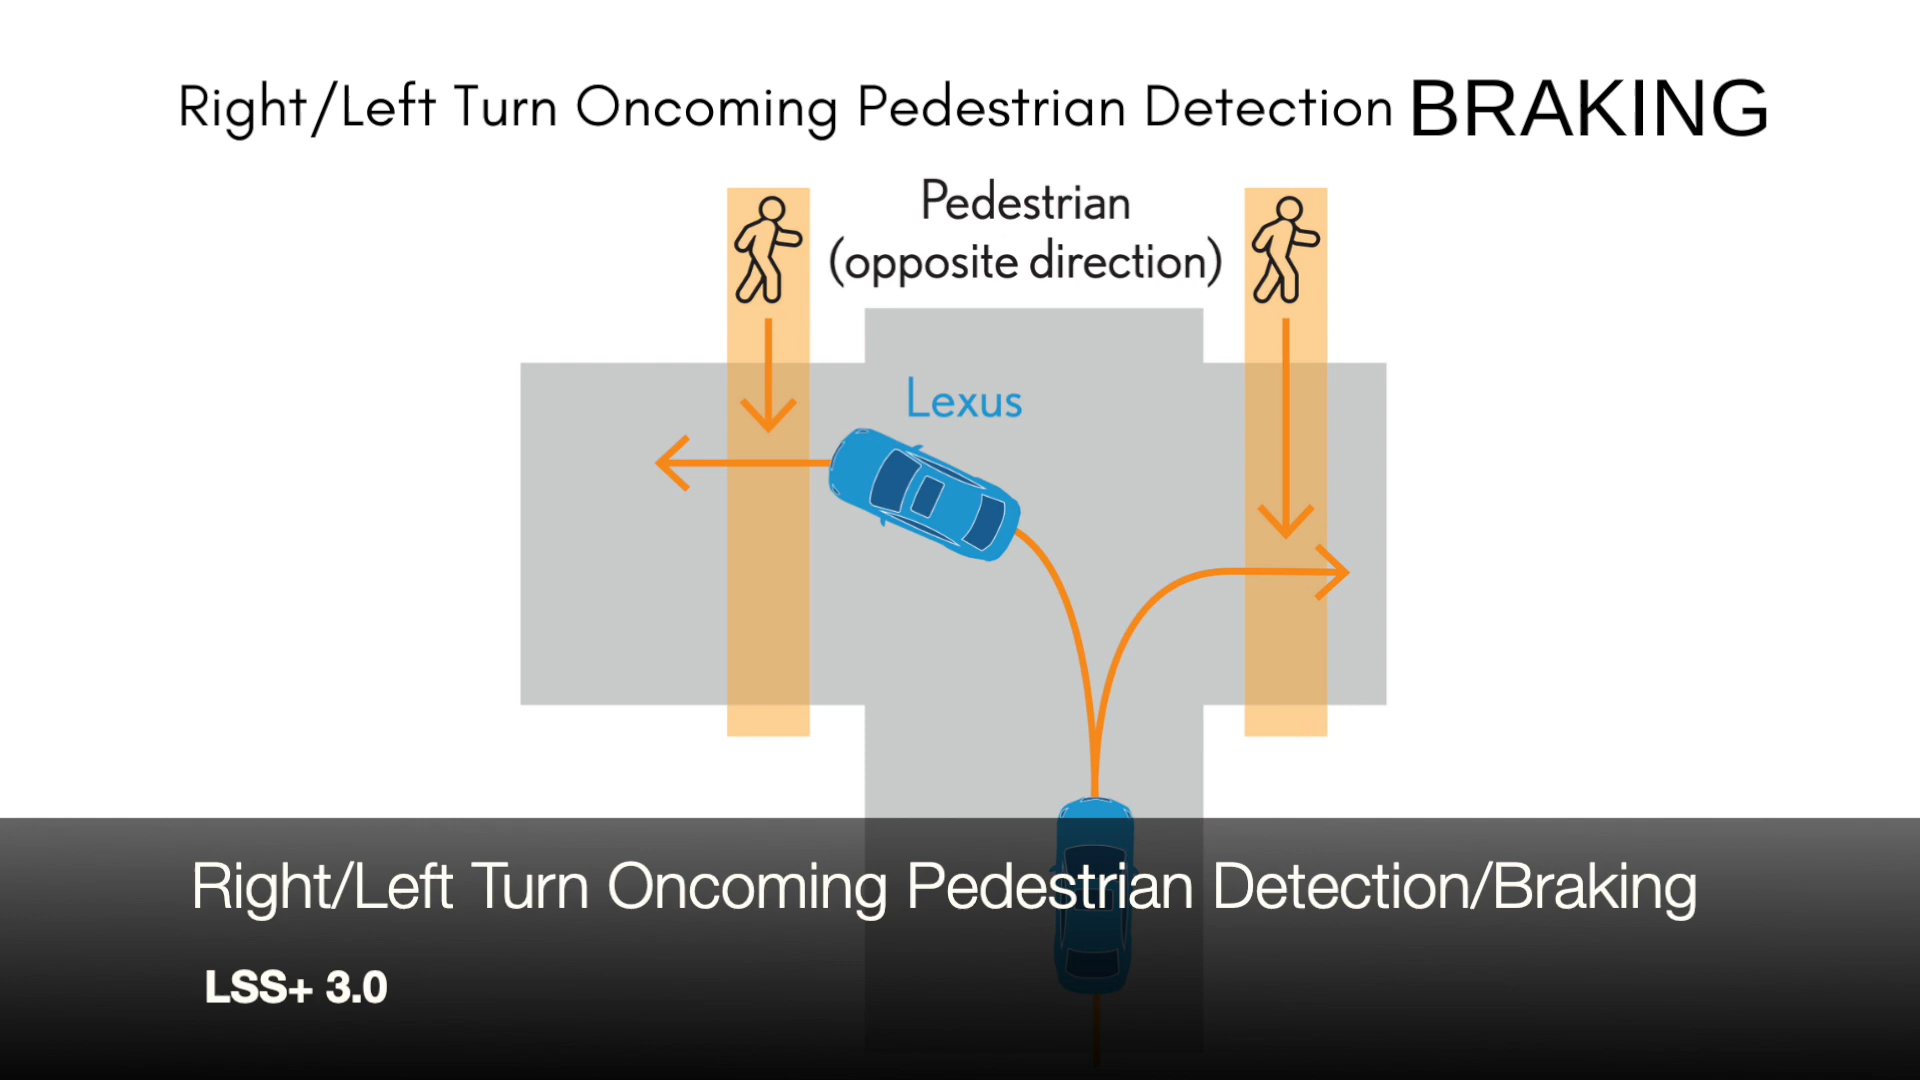 Right/Left Turn Oncoming Pedestrian Detection BRAKING
Pedestrian
(opposite direction)
Lexus
Right/Left Turn Oncoming Pedestrian Detection/Braking
LSS+ 3.0